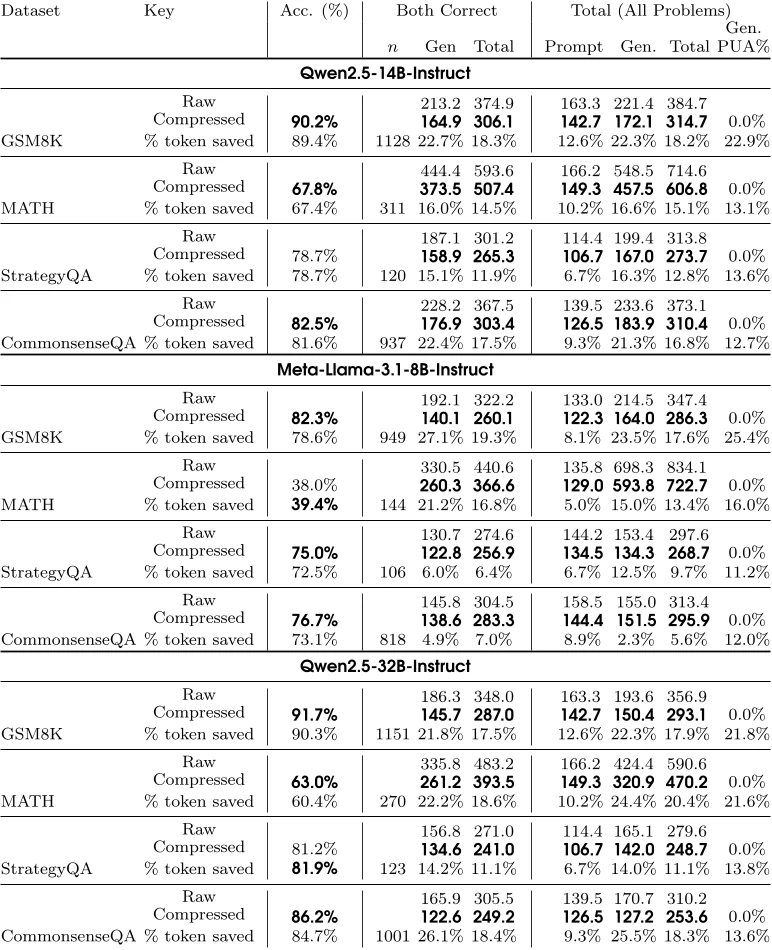 Dataset Key Acc. (%) Both Correct Total (All Problems)
Gen.
n Gen Total Prompt Gen. Total PUA%
Qwen2.5-14B-Instruct
Raw 213.2 374.9 163.3 221.4 384.7
Compressed 90.2% 164.9 306.1 142.7 172.1 314.7 0.0%
GSM8K % token saved 89.4% 1128 22.7% 18.3% 12.6% 22.3% 18.2% 22.9%
Raw 444.4 593.6 166.2 548.5 714.6
Compressed 67.8% 373.5 507.4 149.3 457.5 606.8 0.0%
MATH % token saved 67.4% 311 16.0% 14.5% 10.2% 16.6% 15.1% 13.1%
Raw 187.1 301.2 114.4 199.4 313.8
Compressed 78.7% 158.9 265.3 106.7 167.0 273.7 0.0%
StrategyQA % token saved 78.7% 120 15.1% 11.9% 6.7% 16.3% 12.8% 13.6%
Raw 228.2 367.5 139.5 233.6 373.1
Compressed 82.5% 176.9 303.4 126.5 183.9 310.4 0.0%
CommonsenseQA % token saved 81.6% 937 22.4% 17.5% 9.3% 21.3% 16.8% 12.7%
Meta-Llama-3.1-8B-Instruct
Raw 192.1 322.2 133.0 214.5 347.4
Compressed 82.3% 140.1 260.1 122.3 164.0 286.3 0.0%
GSM8K % token saved 78.6% 949 27.1% 19.3% 8.1% 23.5% 17.6% 25.4%
Raw 330.5 440.6 135.8 698.3 834.1
Compressed 38.0% 260.3 366.6 129.0 593.8 722.7 0.0%
MATH % token saved 39.4% 144 21.2% 16.8% 5.0% 15.0% 13.4% 16.0%
Raw 130.7 274.6 144.2 153.4 297.6
Compressed 75.0% 122.8 256.9 134.5 134.3 268.7 0.0%
StrategyQA % token saved 72.5% 106 6.0% 6.4% 6.7% 12.5% 9.7% 11.2%
Raw 145.8 304.5 158.5 155.0 313.4
Compressed 76.7% 138.6 283.3 144.4 151.5 295.9 0.0%
CommonsenseQA % token saved 73.1% 818 4.9% 7.0% 8.9% 2.3% 5.6% 12.0%
Qwen2.5-32B-Instruct
Raw 186.3 348.0 163.3 193.6 356.9
Compressed 91.7% 145.7 287.0 142.7 150.4 293.1 0.0%
GSM8K % token saved 90.3% 1151 21.8% 17.5% 12.6% 22.3% 17.9% 21.8%
Raw 335.8 483.2 166.2 424.4 590.6
Compressed 63.0% 261.2 393.5 149.3 320.9 470.2 0.0%
MATH % token saved 60.4% 270 22.2% 18.6% 10.2% 24.4% 20.4% 21.6%
Raw 156.8 271.0 114.4 165.1 279.6
Compressed 81.2% 134.6 241.0 106.7 142.0 248.7 0.0%
StrategyQA % token saved 81.9% 123 14.2% 11.1% 6.7% 14.0% 11.1% 13.8%
Raw 165.9 305.5 139.5 170.7 310.2
Compressed 86.2% 122.6 249.2 126.5 127.2 253.6 0.0%
CommonsenseQA % token saved 84.7% 1001 26.1% 18.4% 9.3% 25.5% 18.3% 13.6%